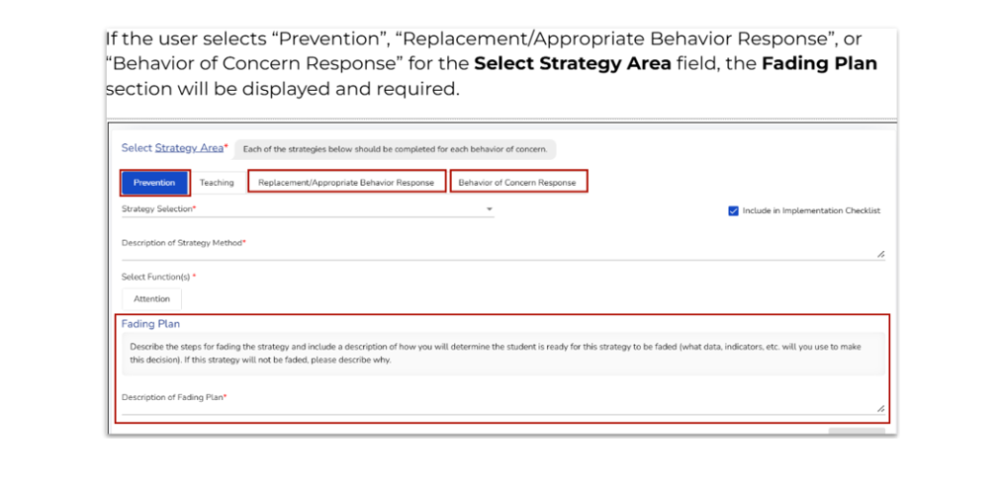 If the user selects “Prevention”, “Replacement/Appropriate Behavior Response”, or
“Behavior of Concern Response” for the Select Strategy Area field, the Fading Plan
section will be displayed and required.
Select Strategy Area* Each of the strategies below should be completed for each behavior of concern.
Prevention Teaching Replacement/Appropriate Behavior Response Behavior of Concern Response
Strategy Selection* Include in Implementation Checklist
Description of Strategy Method*
Select Function(s) *
Attention
Fading Plan
Describe the steps for fading the strategy and include a description of how you will determine the student is ready for this strategy to be faded (what data, indicators, etc. will you use to make
this decision). If this strategy will not be faded, please describe why.
Description of Fading Plan*